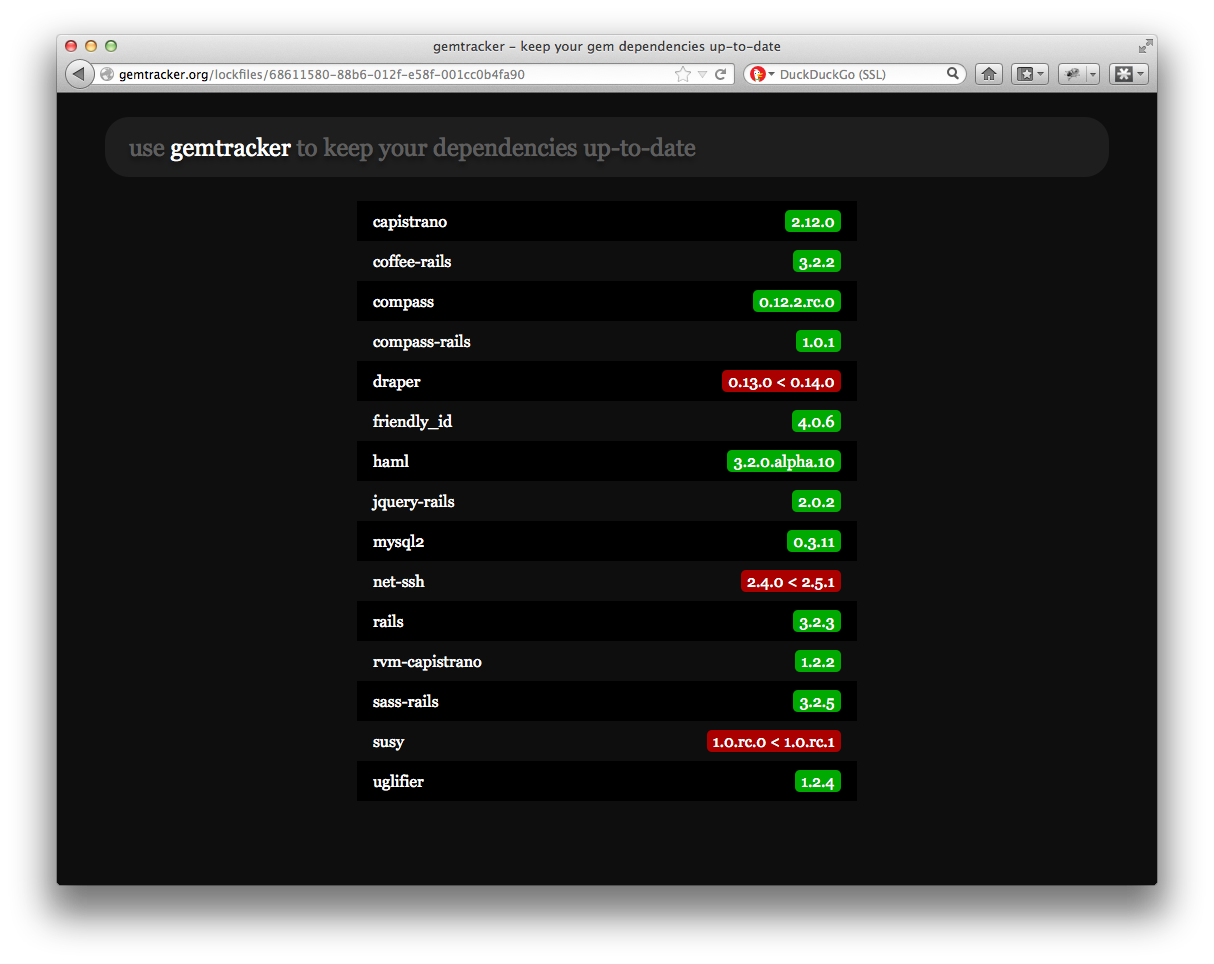 gemtracker – keep your gem dependencies up-to-date
gemtracker.org/lockfiles/68611580-88b6-012f-e58f-001cc0b4fa90
DuckDuckGo (SSL)
use gemtracker to keep your dependencies up-to-date
capistrano 2.12.0
coffee-rails 3.2.2
compass 0.12.2.rc.0
compass-rails 1.0.1
draper 0.13.0 < 0.14.0
friendly_id 4.0.6
haml 3.2.0.alpha.10
jquery-rails 2.0.2
mysql2 0.3.11
net-ssh 2.4.0 < 2.5.1
rails 3.2.3
rvm-capistrano 1.2.2
sass-rails 3.2.5
susy 1.0.rc.0 < 1.0.rc.1
uglifier 1.2.4